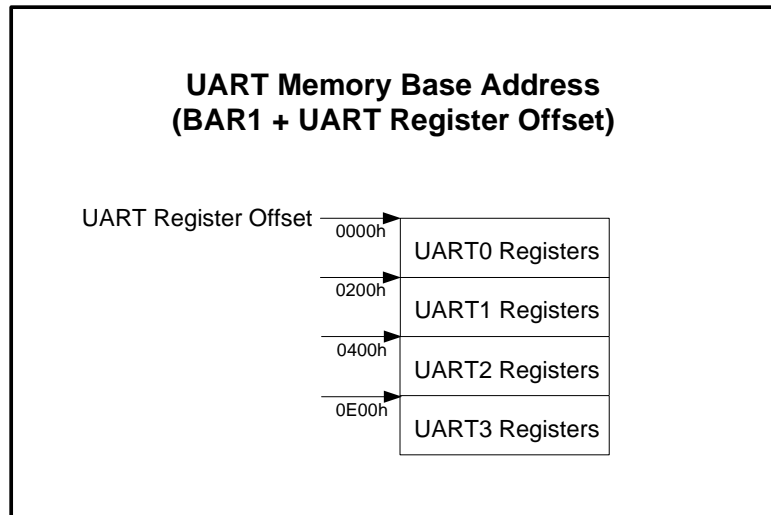 UART Memory Base Address
(BAR1 + UART Register Offset)
UART Register Offset
0000h
UART0 Registers
0200h
UART1 Registers
0400h
UART2 Registers
0E00h
UART3 Registers